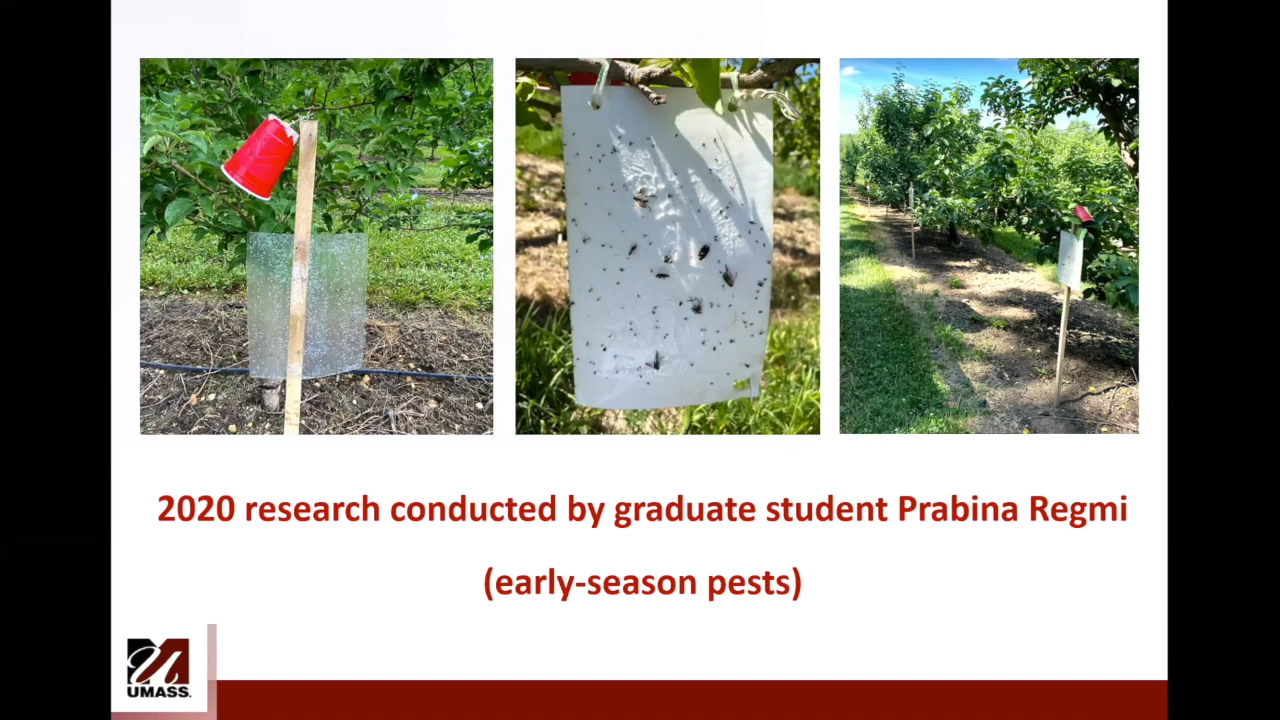 2020 research conducted by graduate student Prabina Regmi
(early-season pests)
UMASS.